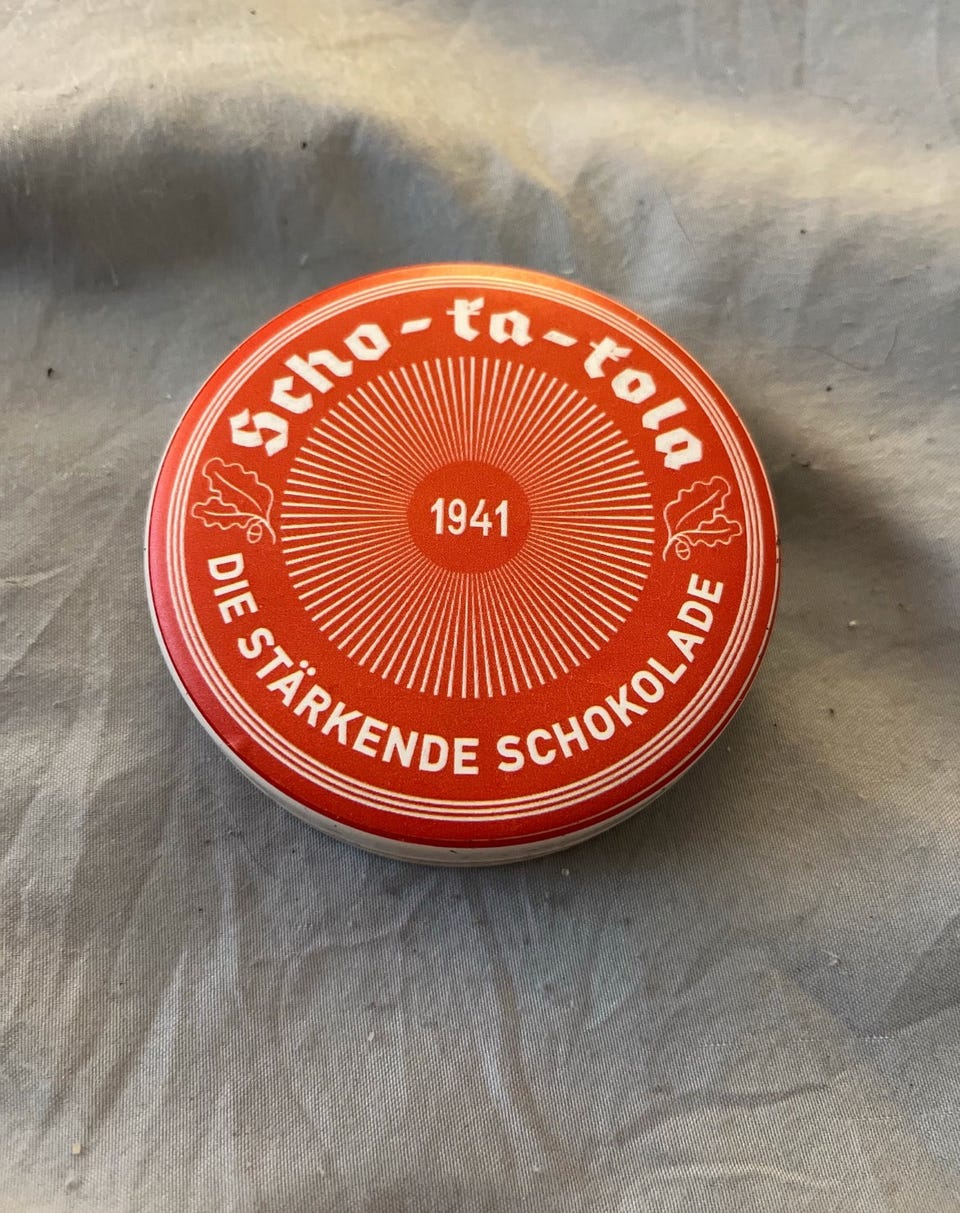 Scho-ka-kola
1941
DIE STÄRKENDE SCHOKOLADE